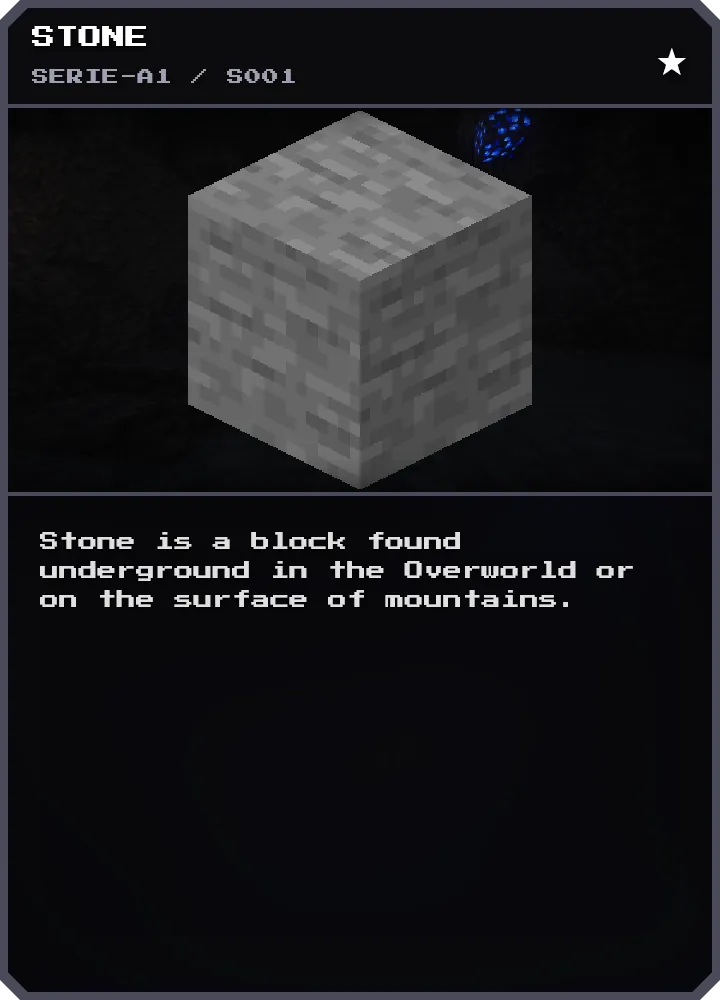 STONE
SERIE-A1 / S001
Stone is a block found
underground in the Overworld or
on the surface of mountains.